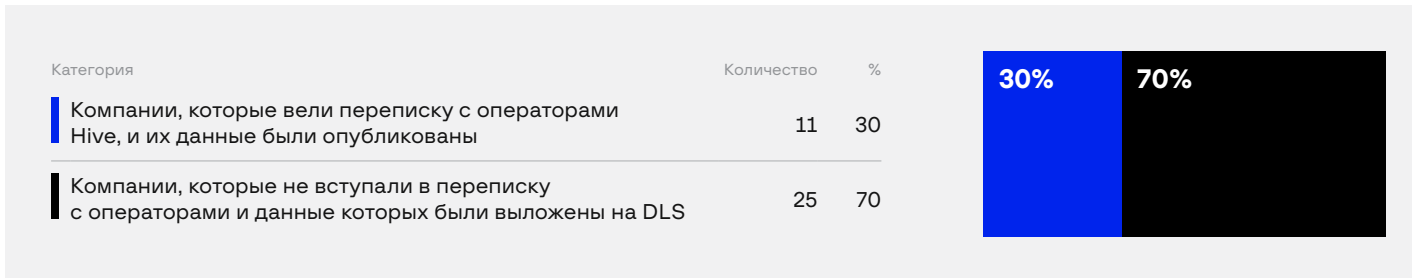 Категория Количество %
Компании, которые вели переписку с операторами
Hive, и их данные были опубликованы
11 30
Компании, которые не вступали в переписку
с операторами и данные которых были выложены на DLS
25 70
30% 70%